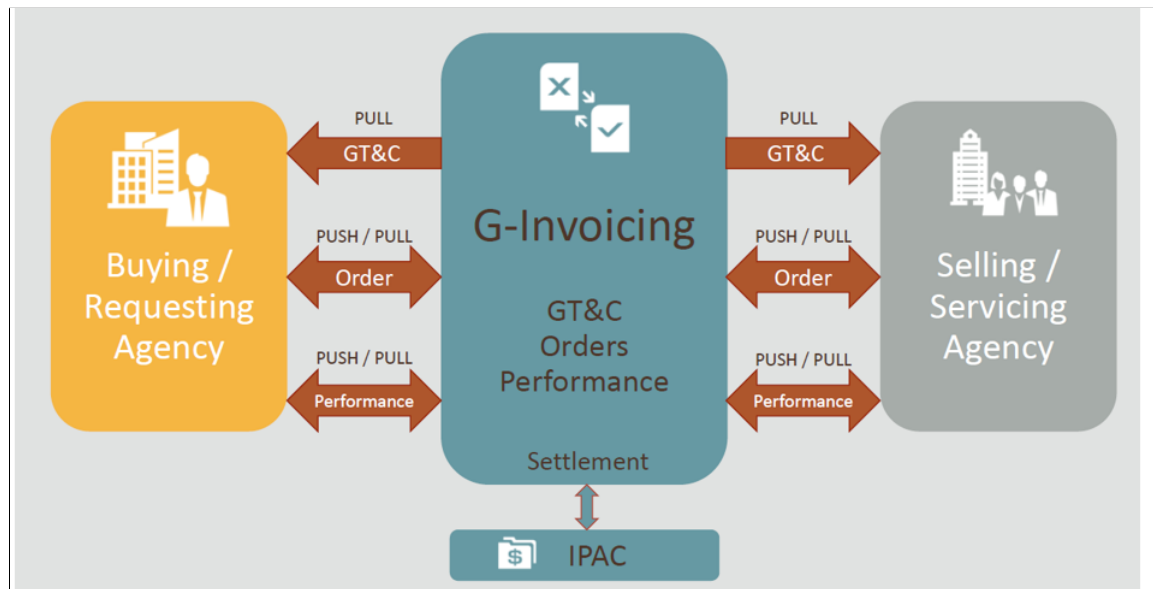 PULL
GT&C
PUSH / PULL
Order
PUSH / PULL
Performance
Buying /
Requesting
Agency
G-Invoicing
GT&C
Orders
Performance
Settlement
$
IPAC
PULL
GT&C
PUSH / PULL
Order
PUSH / PULL
Performance
Selling /
Servicing
Agency